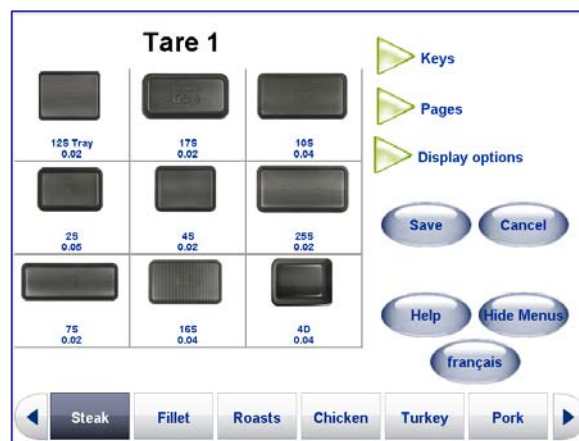 Tare 1
Keys
Pages
Display options
12S Tray
0.02
17S
0.02
10S
0.04
2S
0.05
4S
0.02
25S
0.02
7S
0.02
16S
0.04
4D
0.04
Save
Cancel
Help
Hide Menus
français
Steak
Fillet
Roasts
Chicken
Turkey
Pork